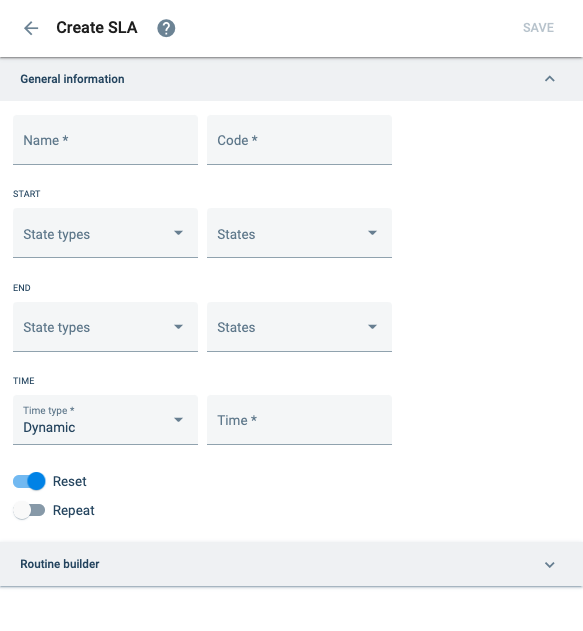 Create SLA
SAVE
General information
Name *
Code *
START
State types
States
END
State types
States
TIME
Time type *
Dynamic
Time *
Reset
Repeat
Routine builder